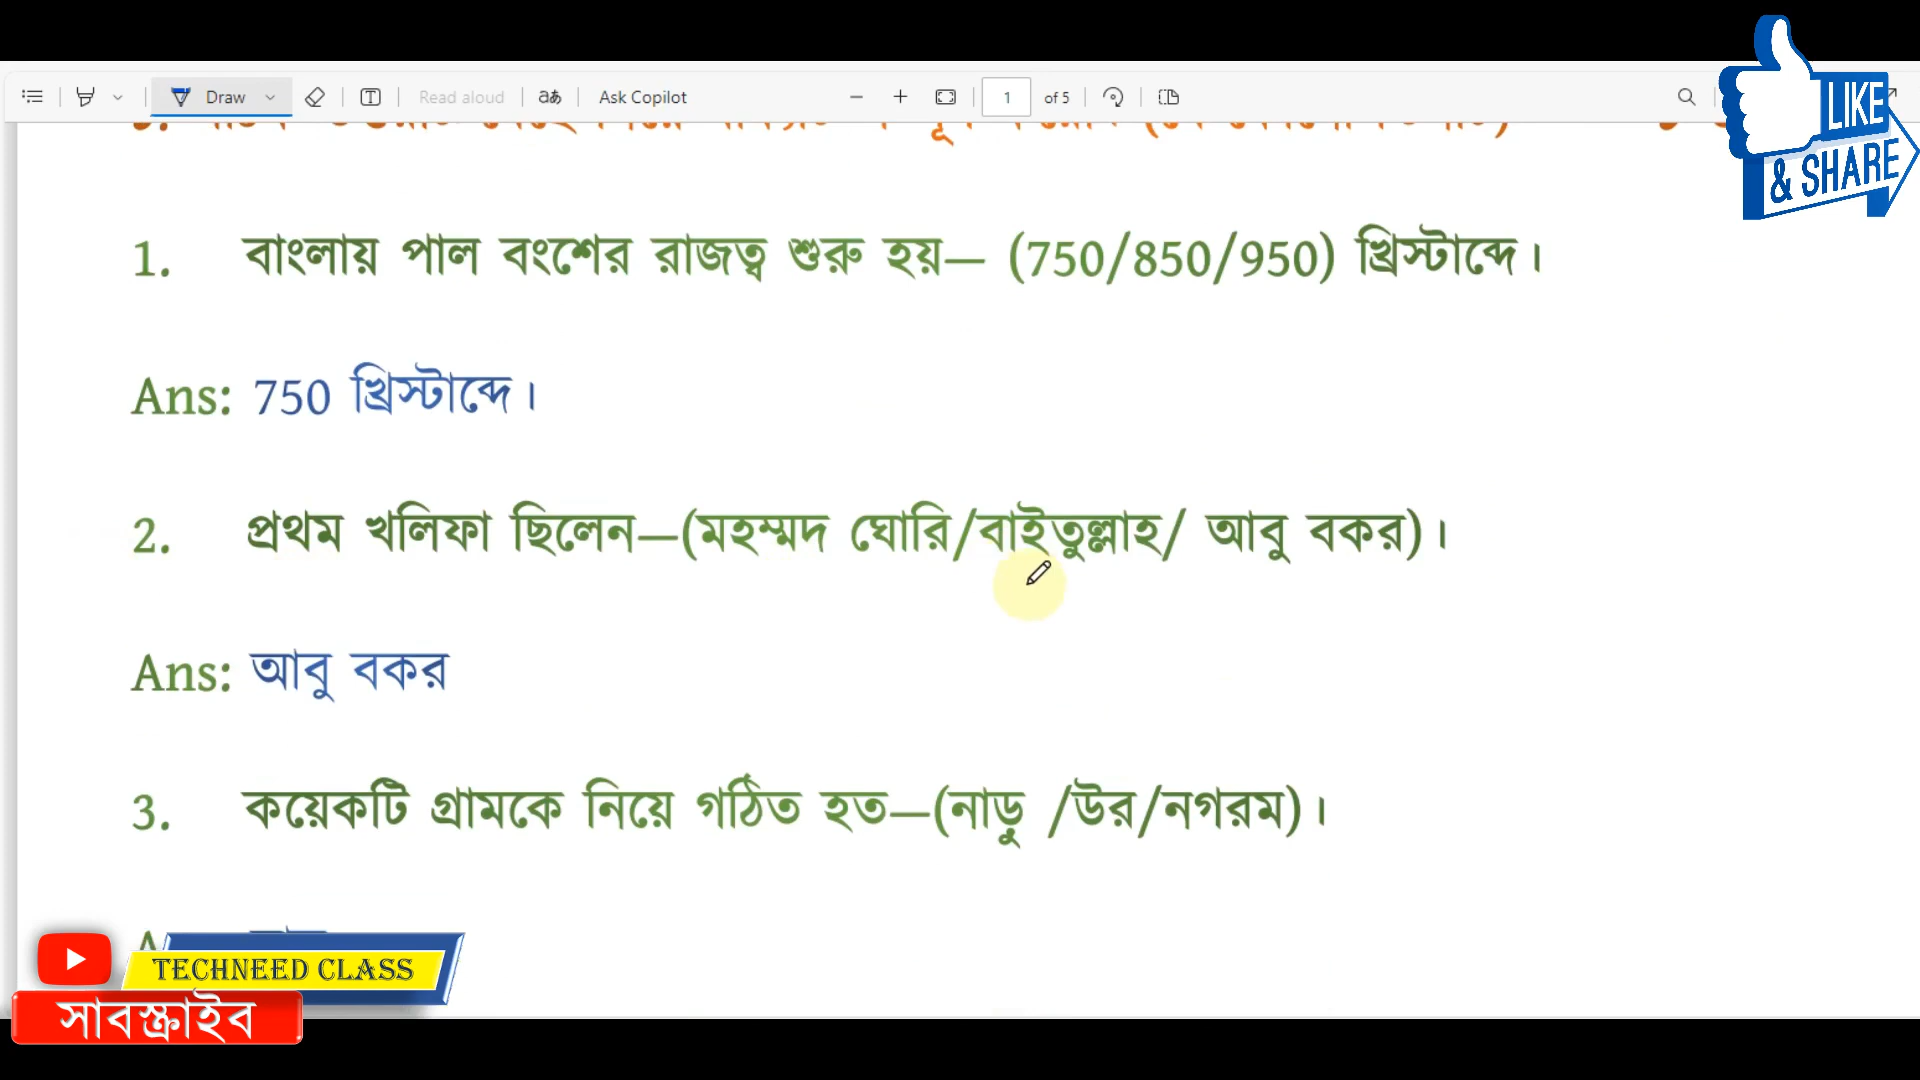 Draw
Read aloud
aあ
Ask Copilot
1 of 5
LIKE
& SHARE
1. বাংলায় পাল বংশের রাজত্ব শুরু হয়— (750/850/950) খ্রিস্টাব্দে।
Ans: 750 খ্রিস্টাব্দে।
2. প্রথম খলিফা ছিলেন—(মহম্মদ ঘোরি/বাইতুল্লাহ/ আবু বকর)।
Ans: আবু বকর
3. কয়েকটি গ্রামকে নিয়ে গঠিত হত—(নাড়ু /উর/নগরম)।
TECHNEED CLASS
সাবস্ক্রাইব